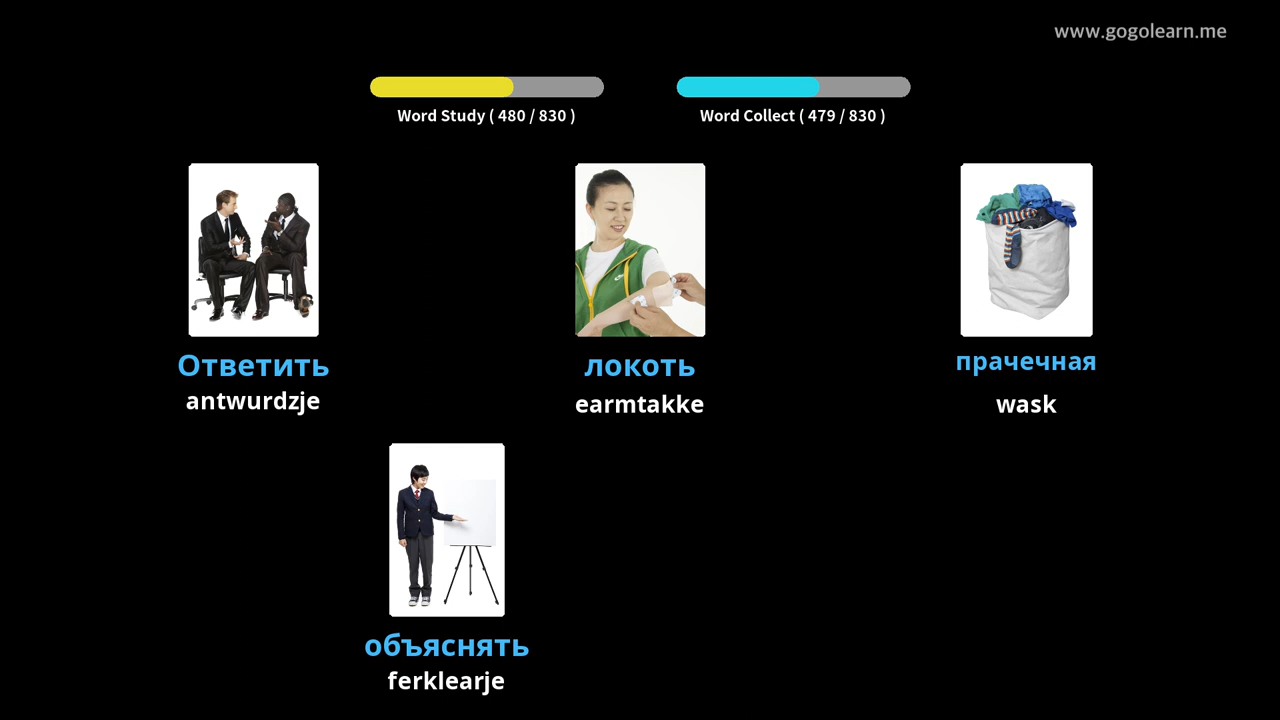 www.gogolearn.me
Word Study ( 480 / 830 )
Word Collect ( 479 / 830 )
Ответить
antwurdzje
локоть
earmtakke
прачечная
wask
объяснять
ferklearje